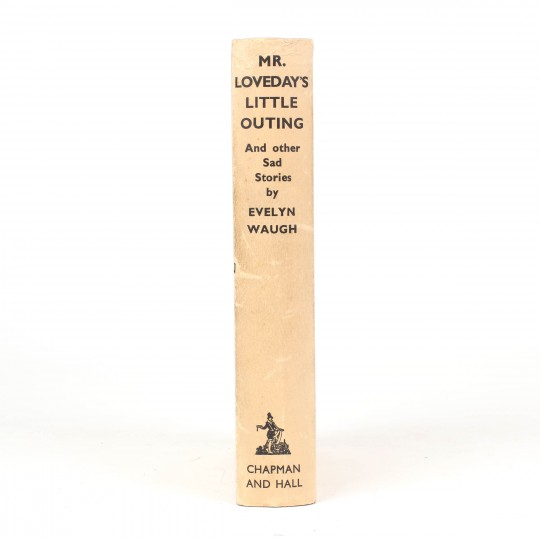 MR.
LOVEDAY'S
LITTLE
OUTING
And other
Sad
Stories
by
EVELYN
WAUGH
CHAPMAN
AND HALL